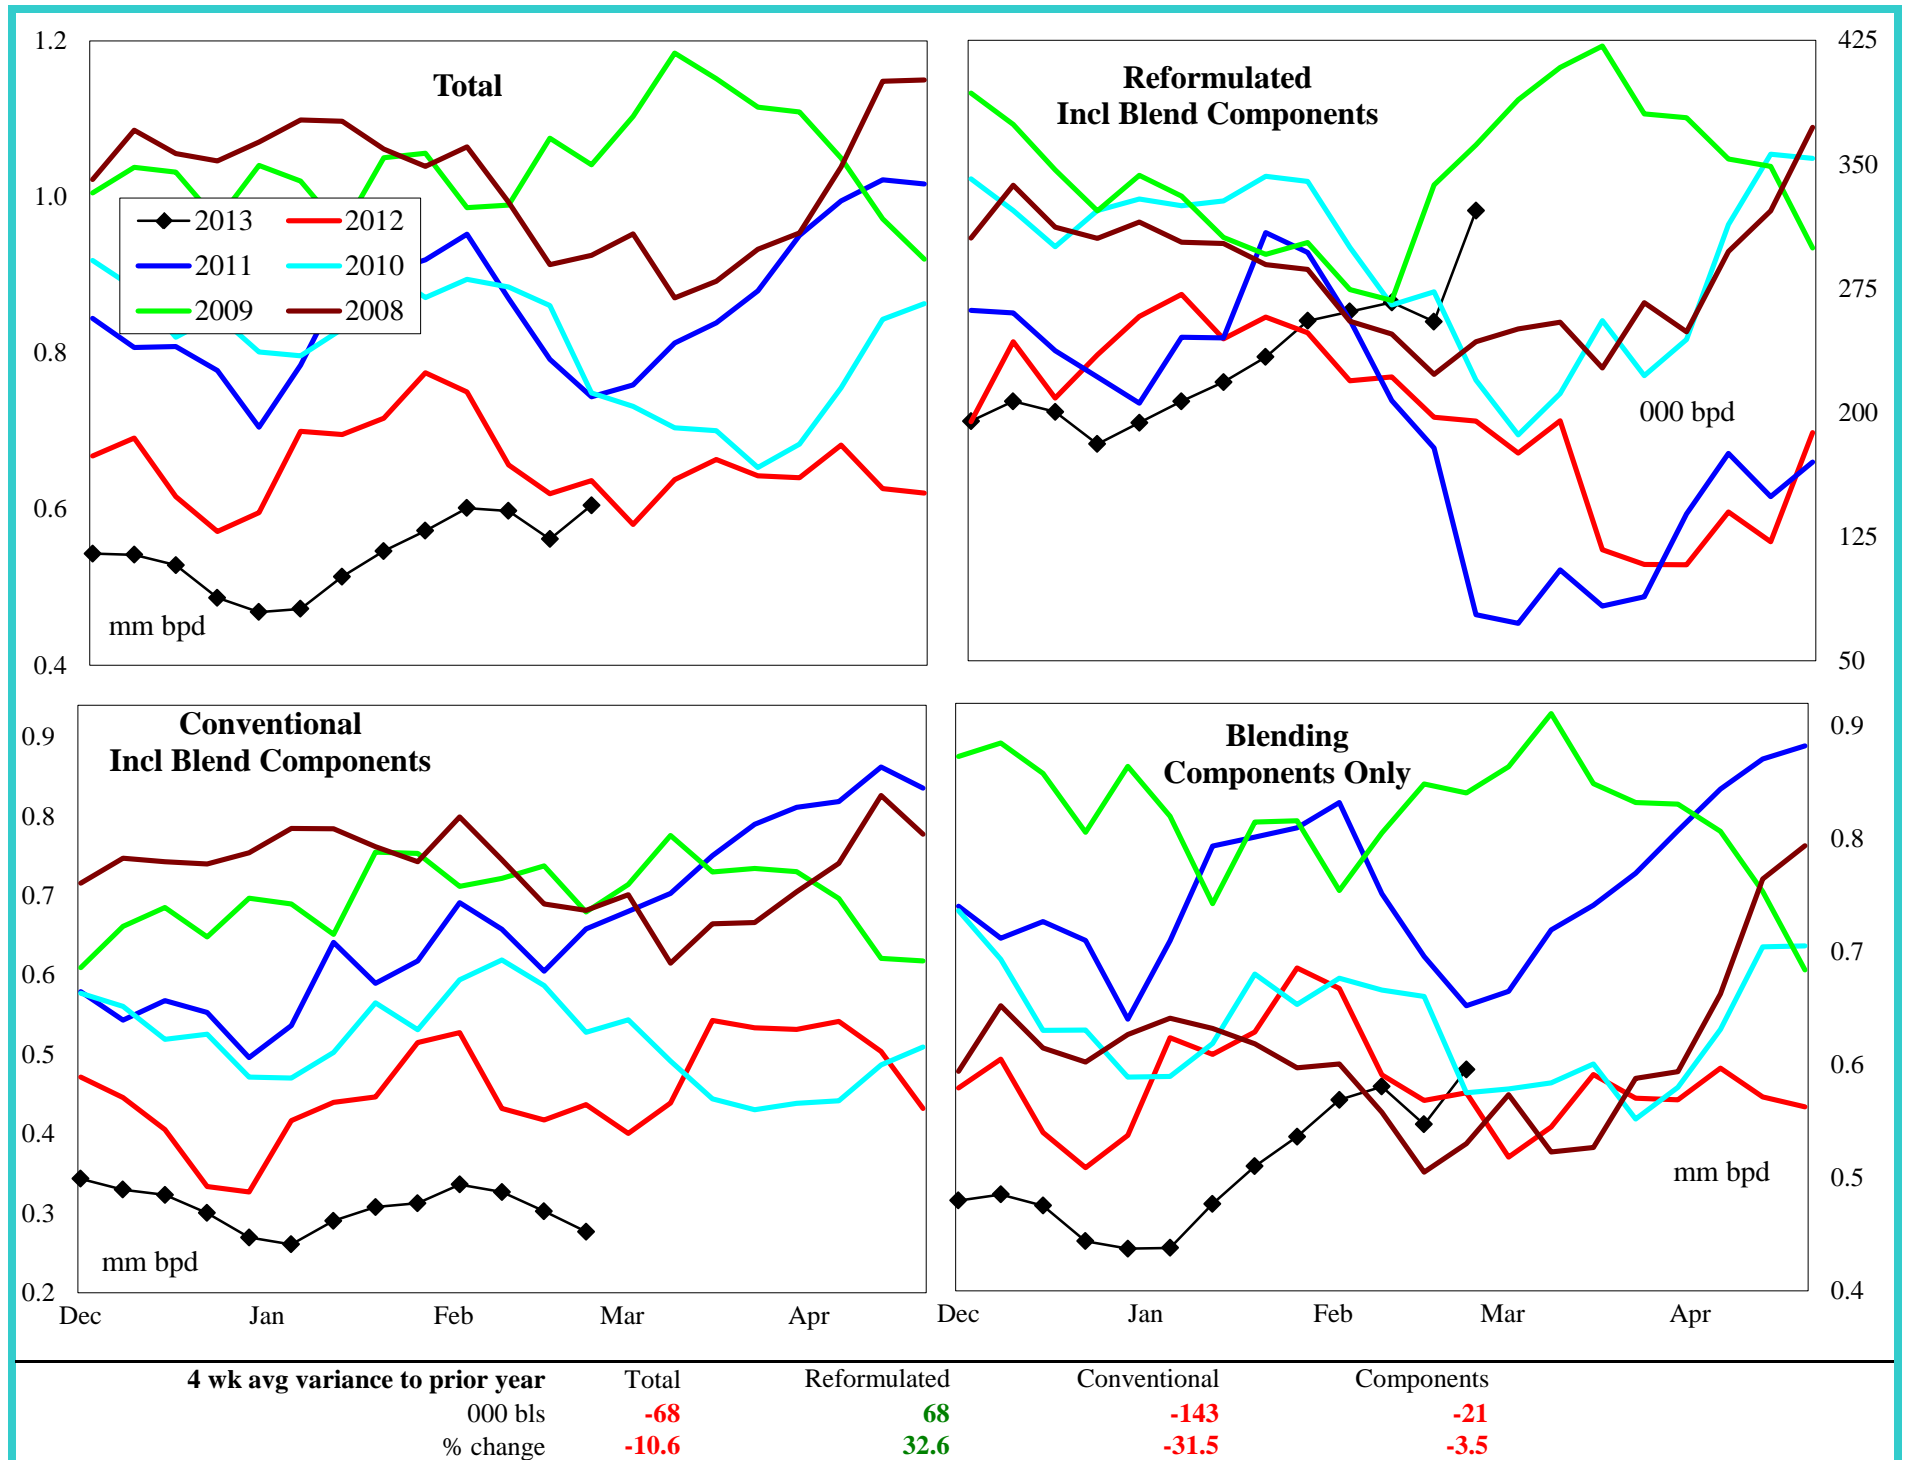 Total
1.2
1.0
0.8
0.6
0.4
2013 2012
2011 2010
2009 2008
mm bpd
Reformulated
Incl Blend Components
425
350
275
200
125
50
000 bpd
Conventional
Incl Blend Components
0.9
0.8
0.7
0.6
0.5
0.4
0.3
0.2
mm bpd
Dec Jan Feb Mar Apr
Blending
Components Only
0.9
0.8
0.7
0.6
0.5
0.4
mm bpd
Dec Jan Feb Mar Apr
4 wk avg variance to prior year Total Reformulated Conventional Components
000 bls -68 68 -143 -21
% change -10.6 32.6 -31.5 -3.5